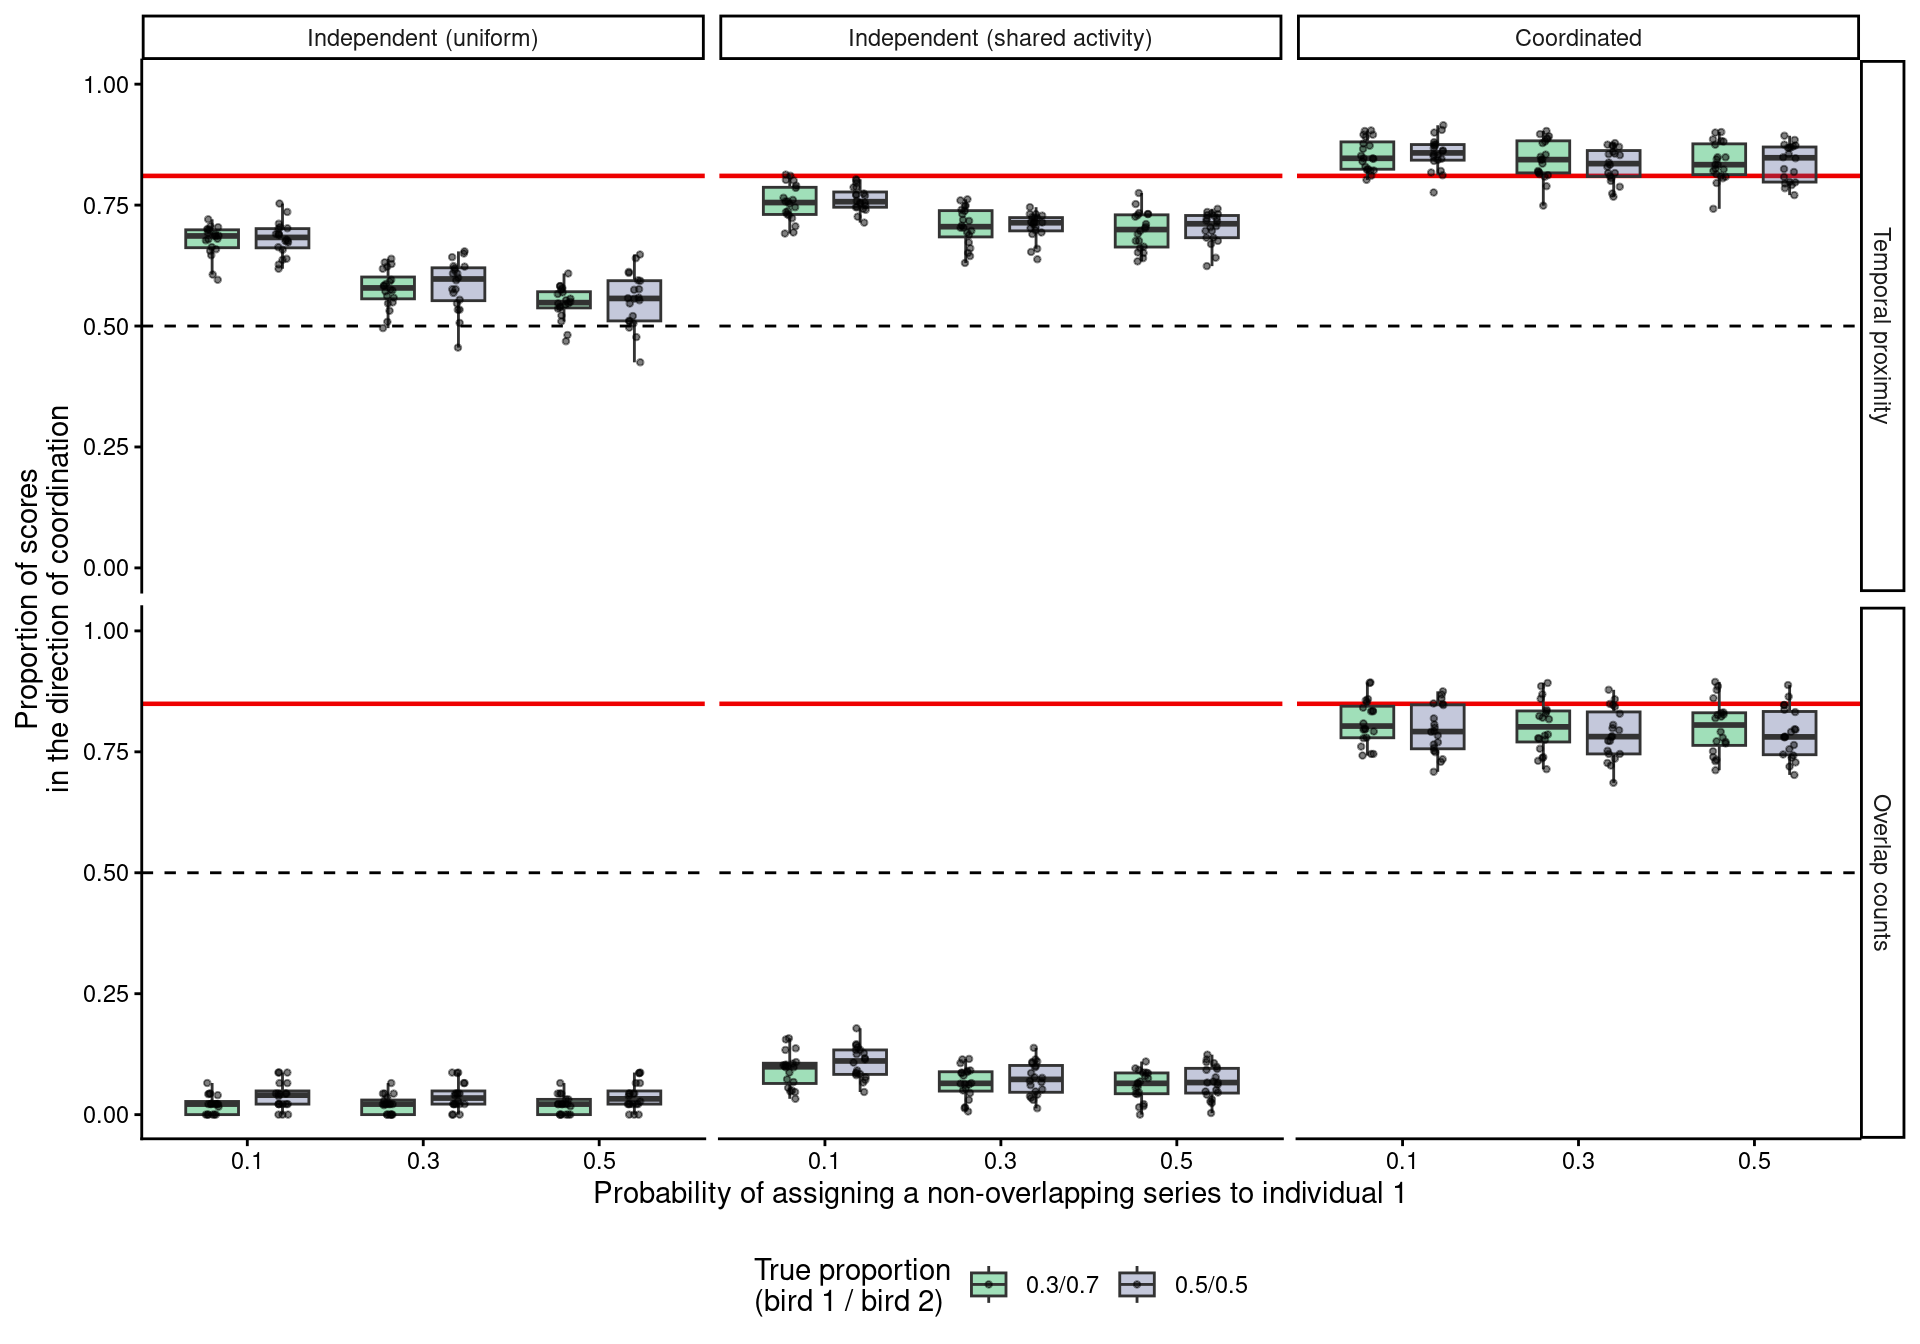 Independent (uniform)
Independent (shared activity)
Coordinated
Proportion of scores
in the direction of coordination
1.00
0.75
0.50
0.25
0.00
Temporal proximity
1.00
0.75
0.50
0.25
0.00
Overlap counts
0.1
0.3
0.5
0.1
0.3
0.5
0.1
0.3
0.5
Probability of assigning a non-overlapping series to individual 1
True proportion
(bird 1 / bird 2)
0.3/0.7
0.5/0.5